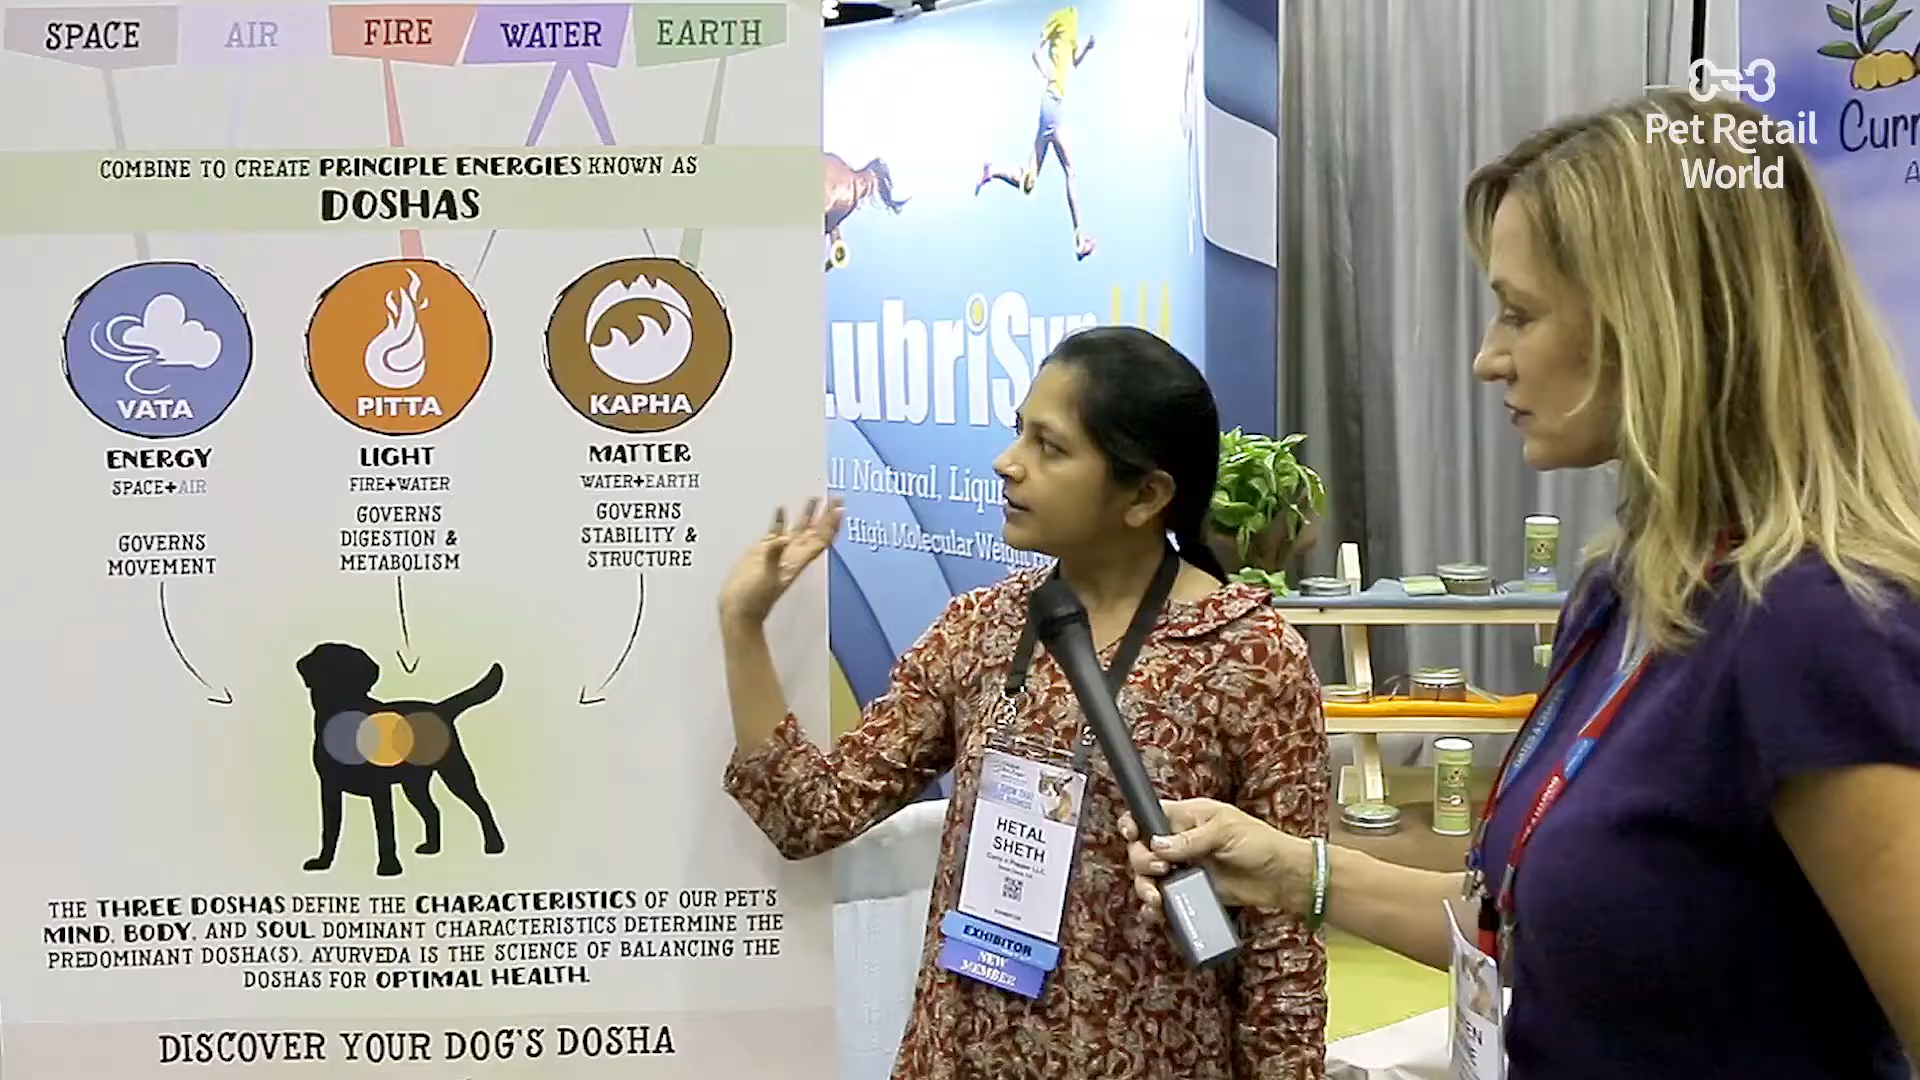 SPACE
AIR
FIRE
WATER
EARTH
COMBINE TO CREATE PRINCIPLE ENERGIES KNOWN AS
DOSHAS
VATA
PITTA
KAPHA
ENERGY
SPACE+AIR
GOVERNS
MOVEMENT
LIGHT
FIRE+WATER
GOVERNS
DIGESTION &
METABOLISM
MATTER
WATER+EARTH
GOVERNS
STABILITY &
STRUCTURE
THE THREE DOSHAS DEFINE THE CHARACTERISTICS OF OUR PET'S
MIND, BODY, AND SOUL. DOMINANT CHARACTERISTICS DETERMINE THE
PREDOMINANT DOSHA(S). AYURVEDA IS THE SCIENCE OF BALANCING THE
DOSHAS FOR OPTIMAL HEALTH.
DISCOVER YOUR DOG'S DOSHA
Natural, Liqu
High Molecular Weight
HETAL
SHETH
EXHIBITOR
NEW
MEMBER
Pet Retail
World
Curr